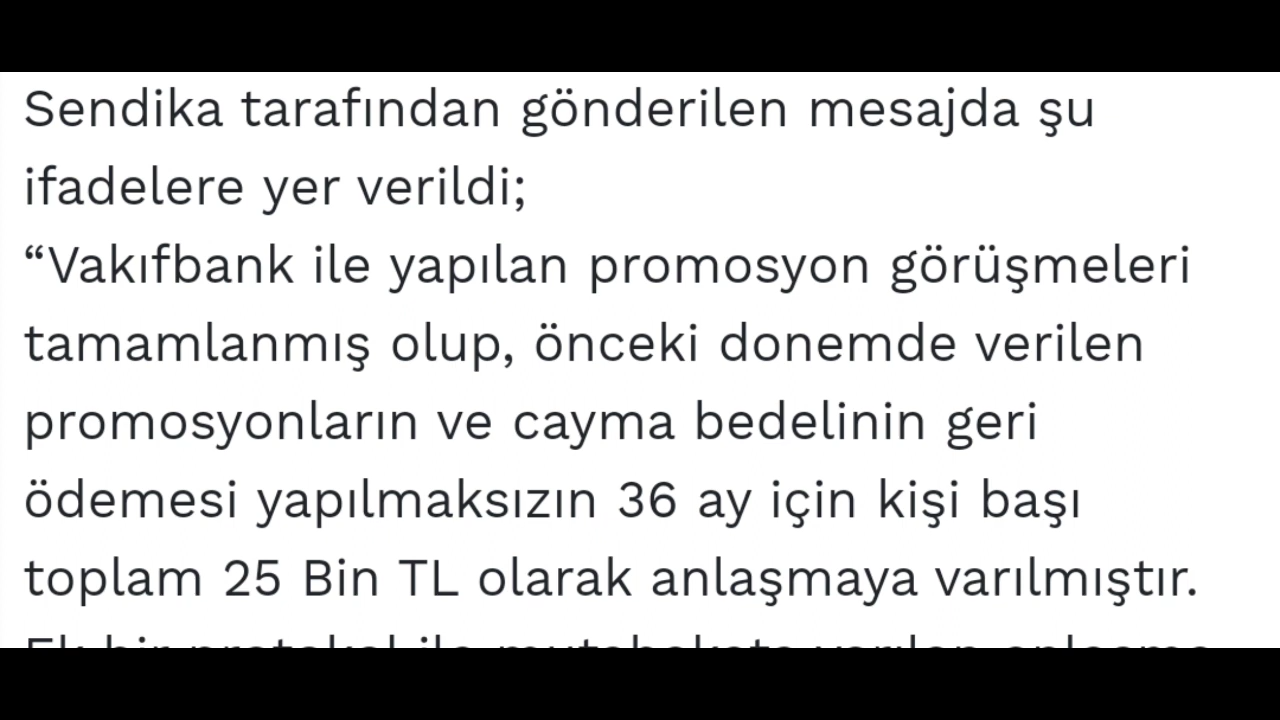 Sendika tarafından gönderilen mesajda şu
ifadelere yer verildi;
“Vakıfbank ile yapılan promosyon görüşmeleri
tamamlanmış olup, önceki donemde verilen
promosyonların ve cayma bedelinin geri
ödemesi yapılmaksızın 36 ay için kişi başı
toplam 25 Bin TL olarak anlaşmaya varılmıştır.